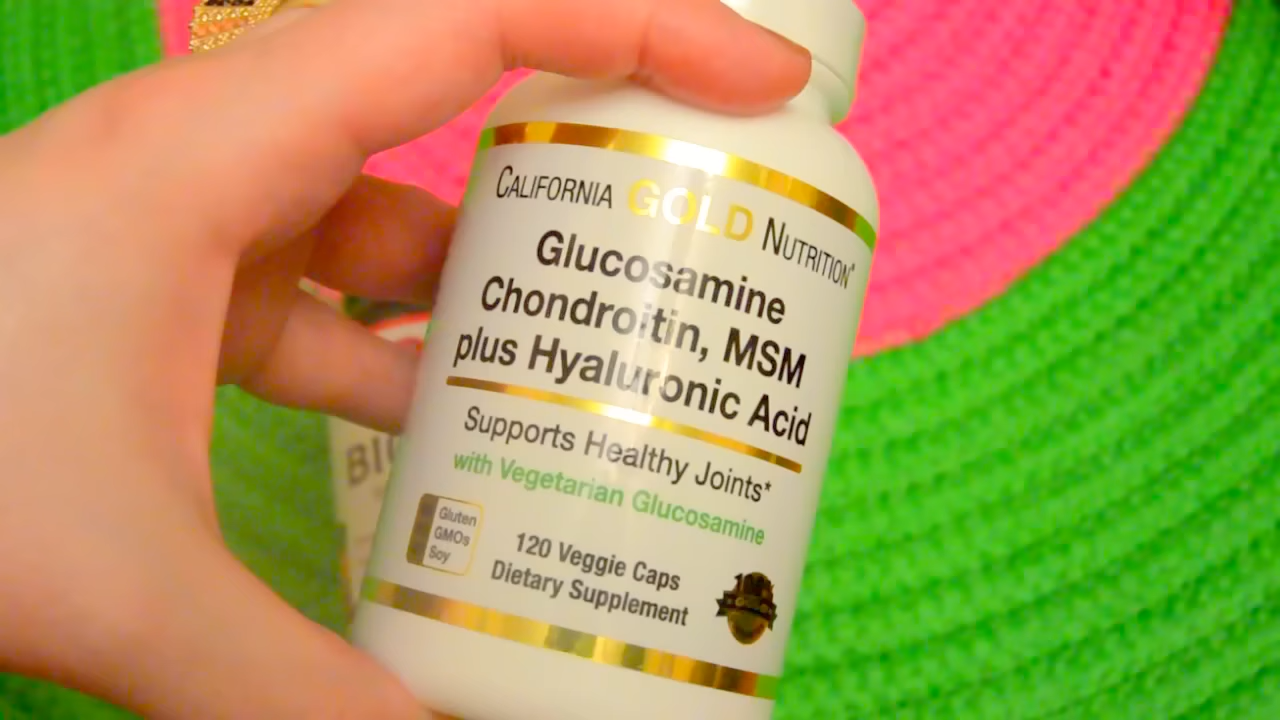 CALIFORNIA GOLD NUTRITION®
Glucosamine
Chondroitin, MSM
plus Hyaluronic Acid
Supports Healthy Joints*
with Vegetarian Glucosamine
Gluten
GMOs
Soy
120 Veggie Caps
Dietary Supplement